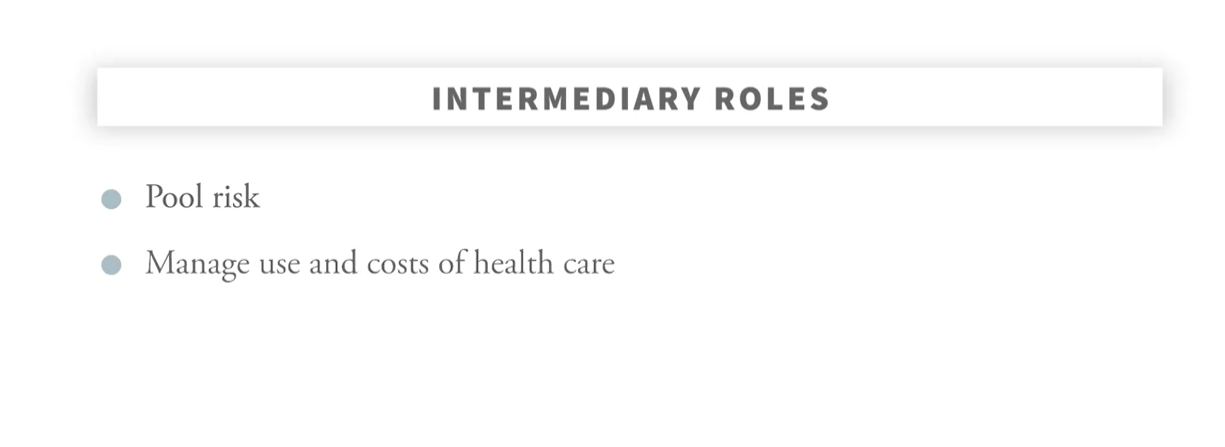 INTERMEDIARY ROLES
Pool risk
Manage use and costs of health care